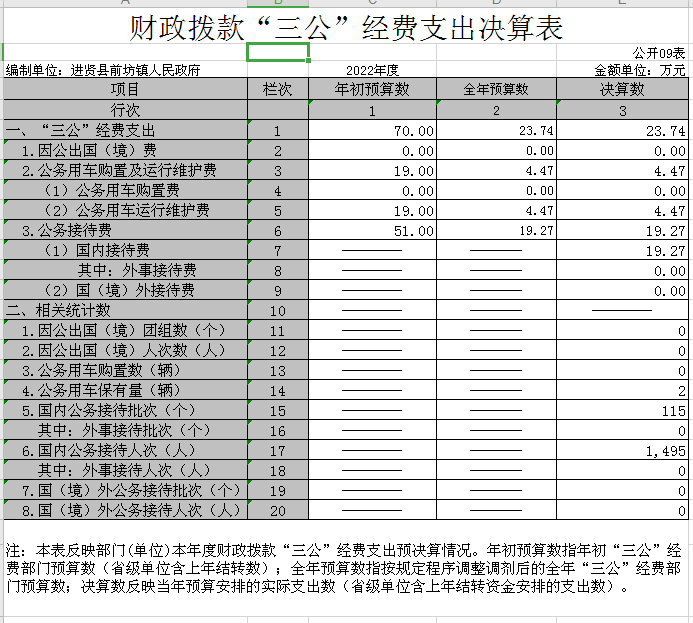 财政拨款“三公”经费支出决算表
公开09表
编制单位：进贤县前坊镇人民政府 2022年度 金额单位：万元
项目 栏次 年初预算数 全年预算数 决算数
行次 1 2 3
一、“三公”经费支出 1 70.00 23.74 23.74
1.因公出国（境）费 2 0.00 0.00 0.00
2.公务用车购置及运行维护费 3 19.00 4.47 4.47
（1）公务用车购置费 4 0.00 0.00 0.00
（2）公务用车运行维护费 5 19.00 4.47 4.47
3.公务接待费 6 51.00 19.27 19.27
（1）国内接待费 7 ——— ——— 19.27
其中：外事接待费 8 ——— ——— 0.00
（2）国（境）外接待费 9 ——— ——— 0.00
二、相关统计数 10 ——— ——— ———
1.因公出国（境）团组数（个） 11 ——— ——— 0
2.因公出国（境）人次数（人） 12 ——— ——— 0
3.公务用车购置数（辆） 13 ——— ——— 0
4.公务用车保有量（辆） 14 ——— ——— 2
5.国内公务接待批次（个） 15 ——— ——— 115
其中：外事接待批次（个） 16 ——— ——— 0
6.国内公务接待人次（人） 17 ——— ——— 1,495
其中：外事接待人次（人） 18 ——— ——— 0
7.国（境）外公务接待批次（个） 19 ——— ——— 0
8.国（境）外公务接待人次（人） 20 ——— ——— 0
注：本表反映部门(单位)本年度财政拨款“三公”经费支出预决算情况。年初预算数指年初“三公”经
费部门预算数（省级单位含上年结转数）；全年预算数指按规定程序调整调剂后的全年“三公”经费部
门预算数；决算数反映当年预算安排的实际支出数（省级单位含上年结转资金安排的支出数）。